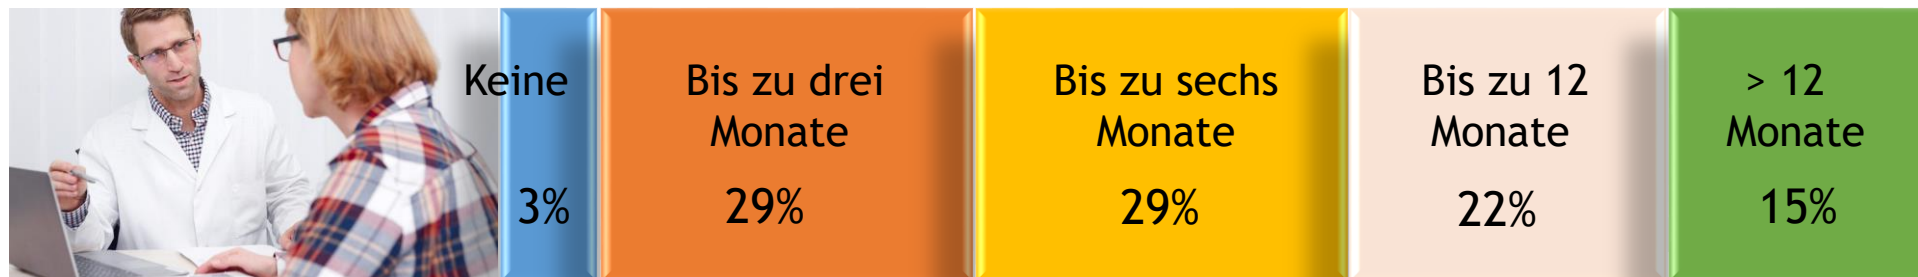 Keine
3%
Bis zu drei
Monate
29%
Bis zu sechs
Monate
29%
Bis zu 12
Monate
22%
> 12
Monate
15%